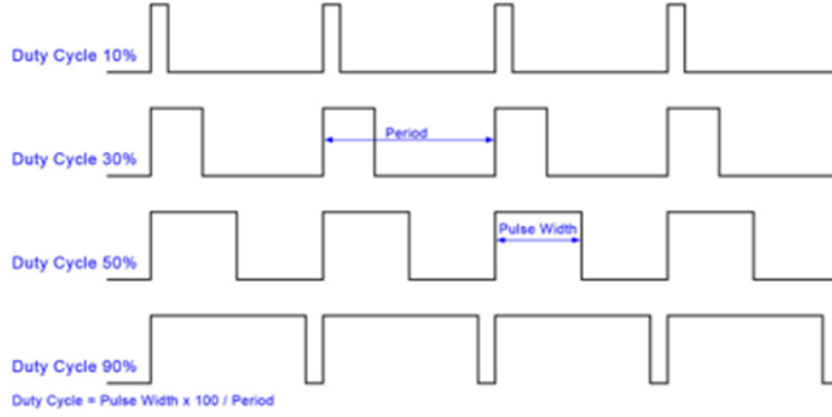 Duty Cycle 10%
Period
Duty Cycle 30%
Pulse Width
Duty Cycle 50%
Duty Cycle 90%
Duty Cycle = Pulse Width x 100 / Period